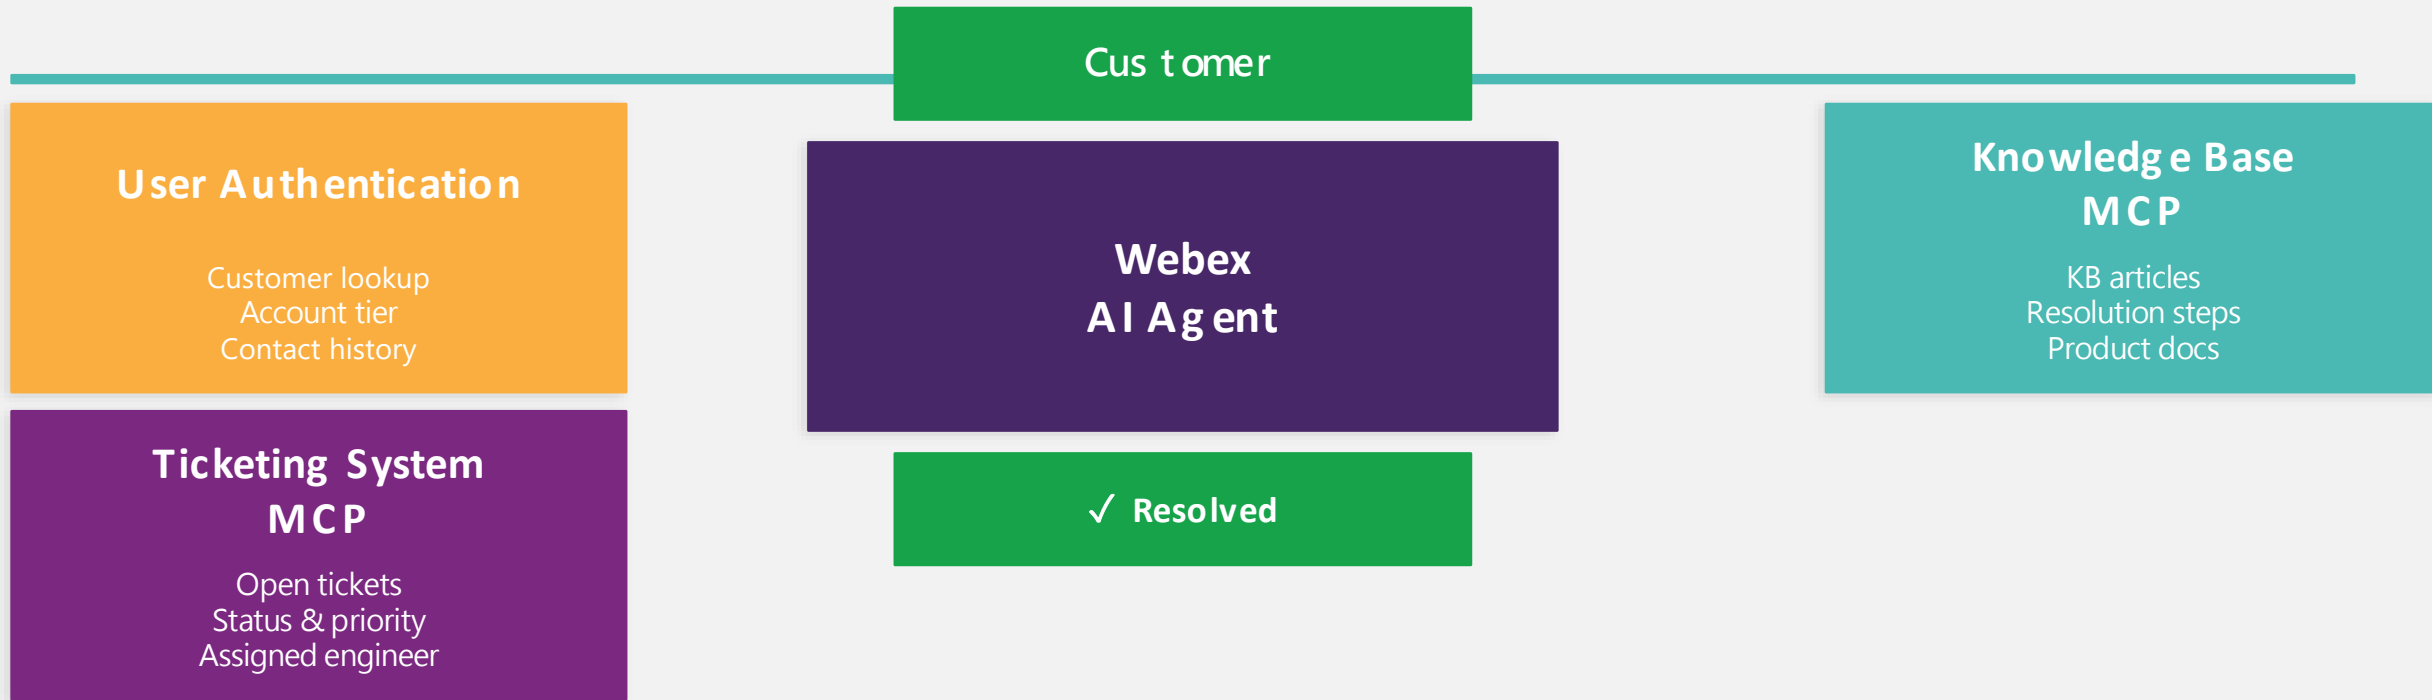 Customer
User Authentication
Customer lookup
Account tier
Contact history
Ticketing System
MCP
Open tickets
Status & priority
Assigned engineer
Webex
AI Agent
✓ Resolved
Knowledge Base
MCP
KB articles
Resolution steps
Product docs